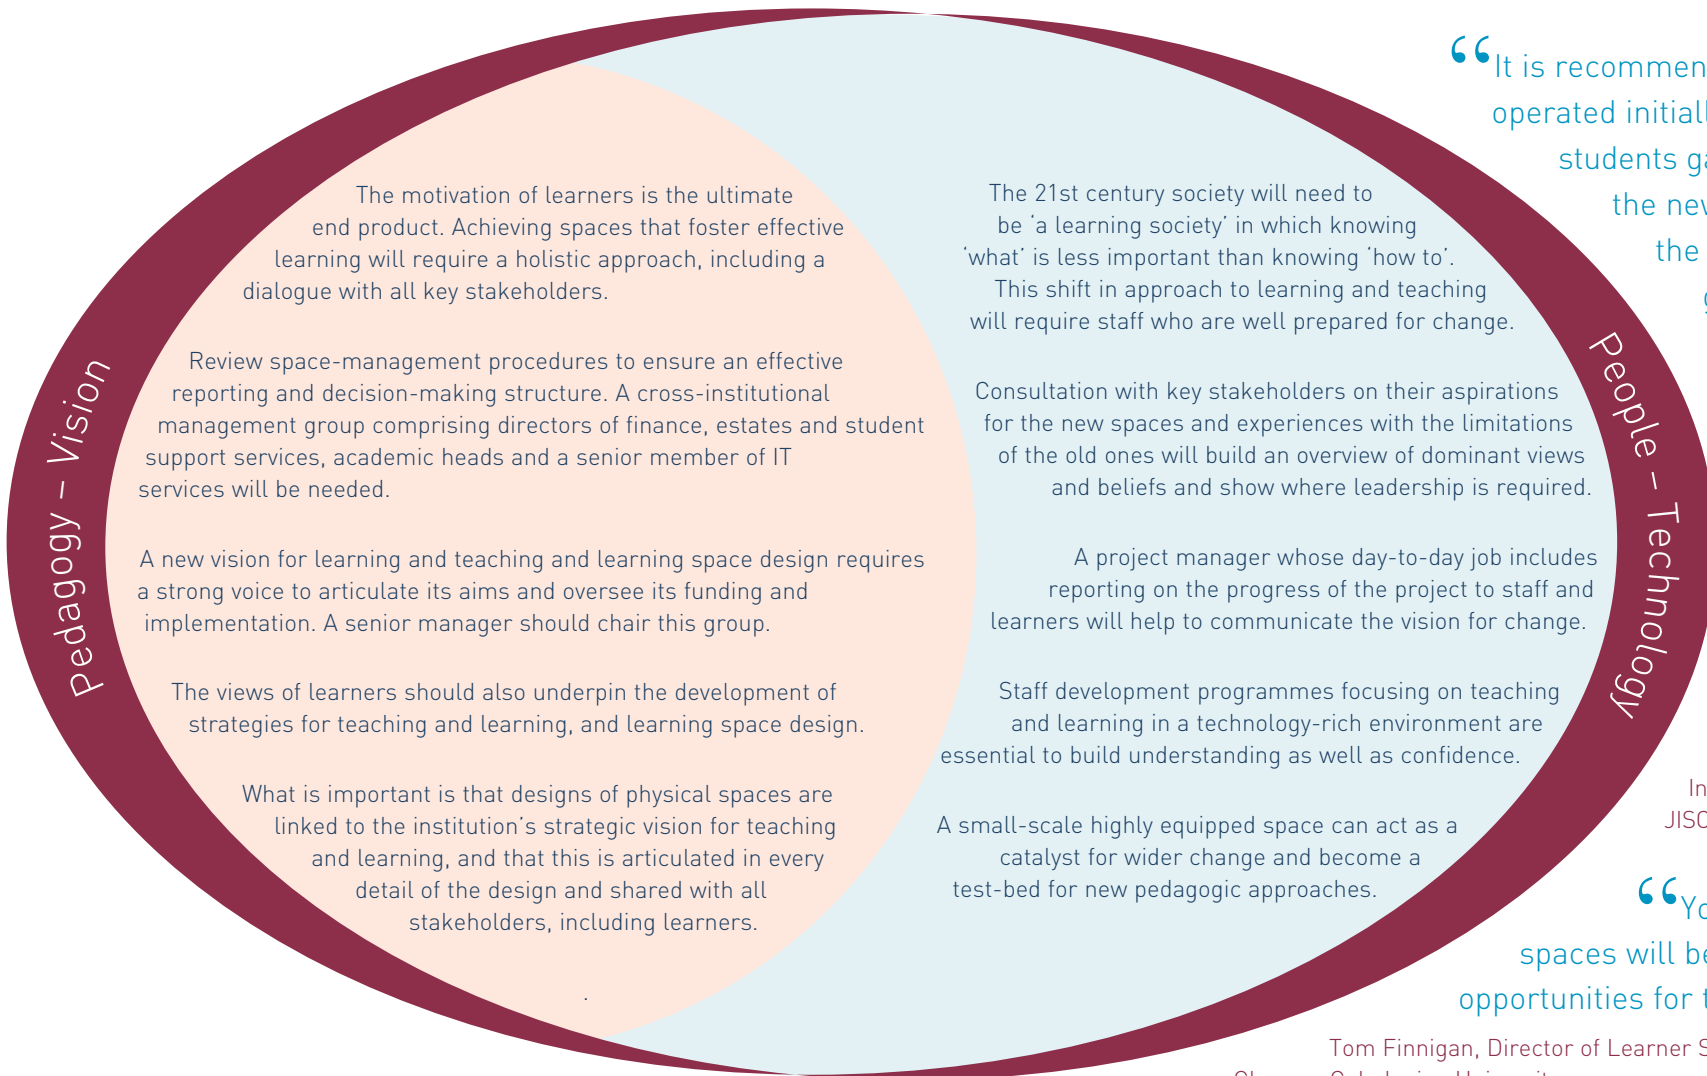 Pedagogy – Vision
The motivation of learners is the ultimate
end product. Achieving spaces that foster effective
learning will require a holistic approach, including a
dialogue with all key stakeholders.
Review space-management procedures to ensure an effective
reporting and decision-making structure. A cross-institutional
management group comprising directors of finance, estates and student
support services, academic heads and a senior member of IT
services will be needed.
A new vision for learning and teaching and learning space design requires
a strong voice to articulate its aims and oversee its funding and
implementation. A senior manager should chair this group.
The views of learners should also underpin the development of
strategies for teaching and learning, and learning space design.
What is important is that designs of physical spaces are
linked to the institution’s strategic vision for teaching
and learning, and that this is articulated in every
detail of the design and shared with all
stakeholders, including learners.
.
The 21st century society will need to
be ‘a learning society’ in which knowing
‘what’ is less important than knowing ‘how to’.
This shift in approach to learning and teaching
will require staff who are well prepared for change.
Consultation with key stakeholders on their aspirations
for the new spaces and experiences with the limitations
of the old ones will build an overview of dominant views
and beliefs and show where leadership is required.
A project manager whose day-to-day job includes
reporting on the progress of the project to staff and
learners will help to communicate the vision for change.
Staff development programmes focusing on teaching
and learning in a technology-rich environment are
essential to build understanding as well as confidence.
A small-scale highly equipped space can act as a
catalyst for wider change and become a
test-bed for new pedagogic approaches.
People – Technology
“It is recommen
operated initial
students ga
the new
the
In
JISC
“Yo
spaces will be
opportunities for t
Tom Finnigan, Director of Learner S